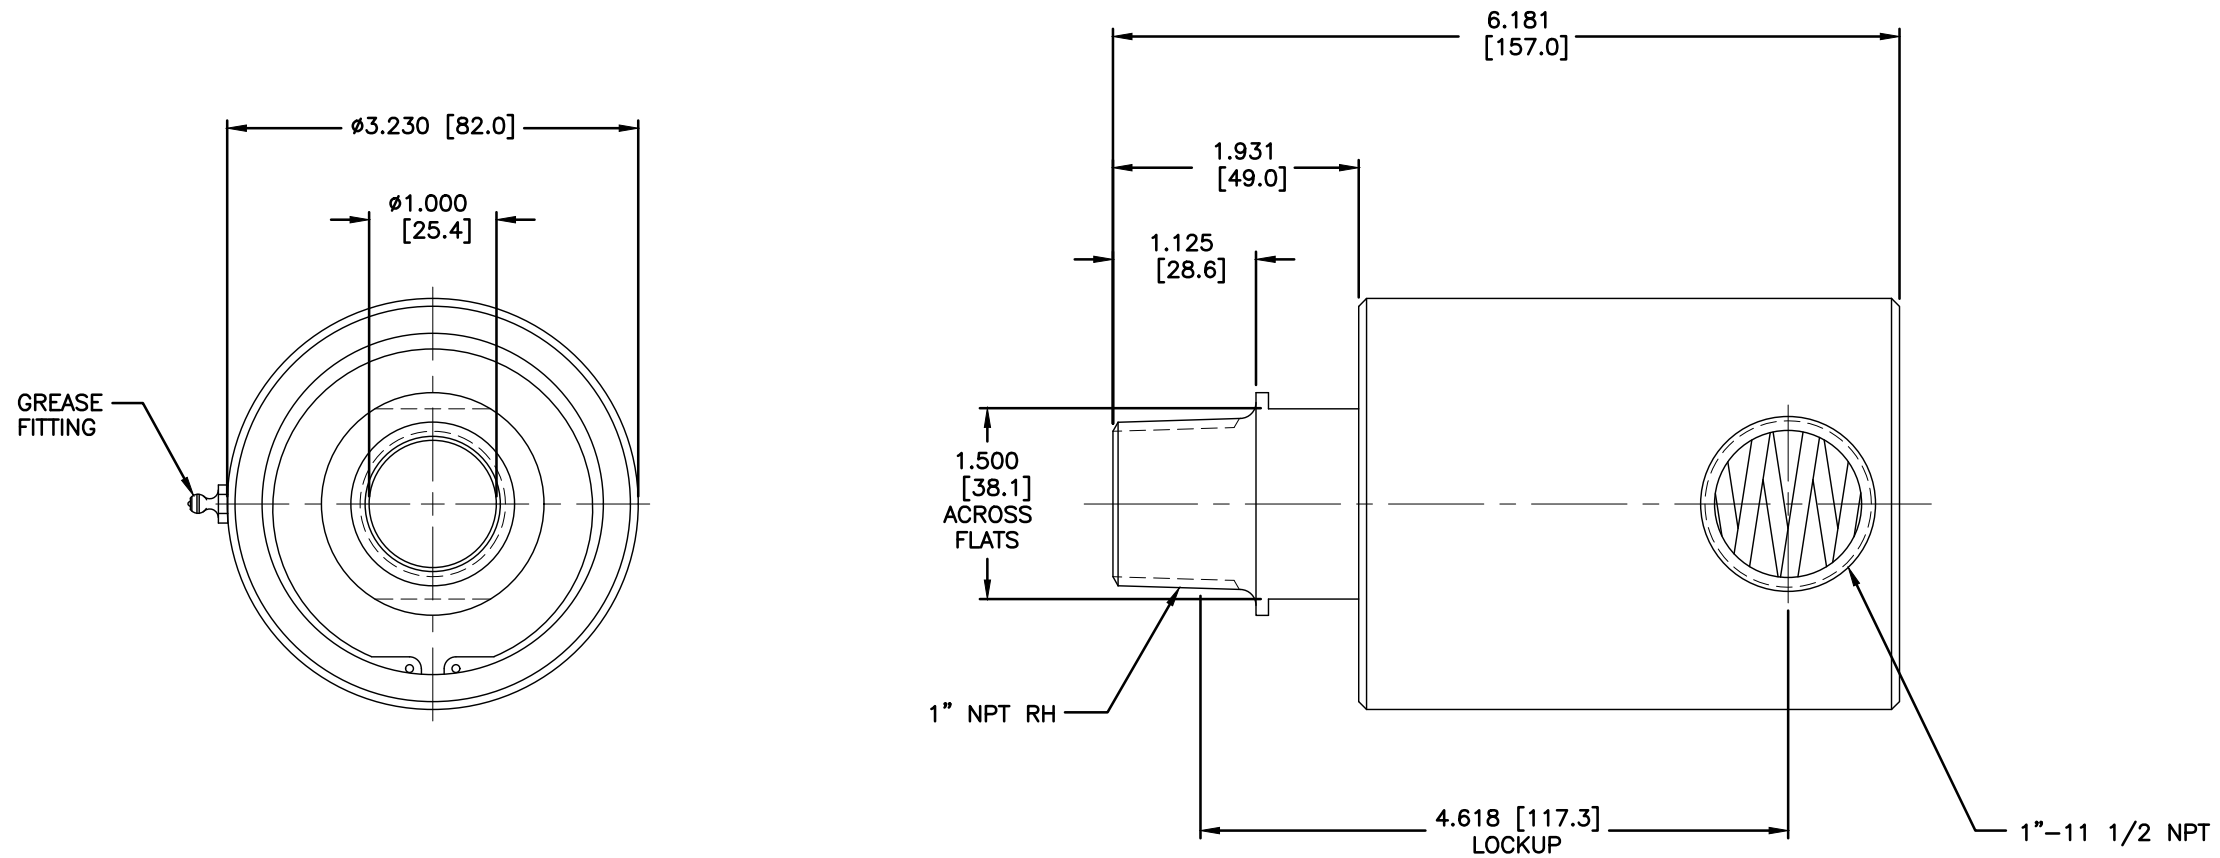 6.181
[157.0]
ø3.230 [82.0]
1.931
[49.0]
ø1.000
[25.4]
1.125
[28.6]
GREASE
FITTING
1.500
[38.1]
ACROSS
FLATS
1" NPT RH
4.618 [117.3]
LOCKUP
1"-11 1/2 NPT